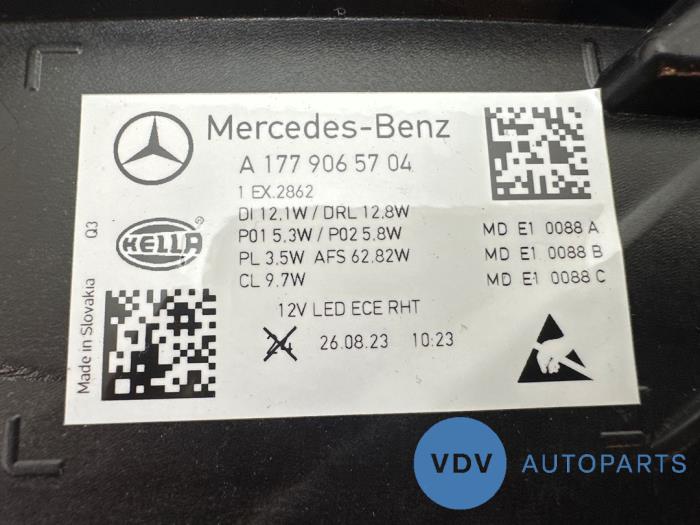 Mercedes-Benz
A 177 906 57 04
1 EX.2862
DI 12,1W / DRL 12.8W
P01 5.3W / P02 5.8W
PL 3.5W AFS 62.82W
CL 9.7W
MD E1 0088 A
MD E1 0088 B
MD E1 0088 C
12V LED ECE RHT
24 26.08.23 10:23
HELLA
Q3
Made in Slovakia
VDV AUTOPARTS